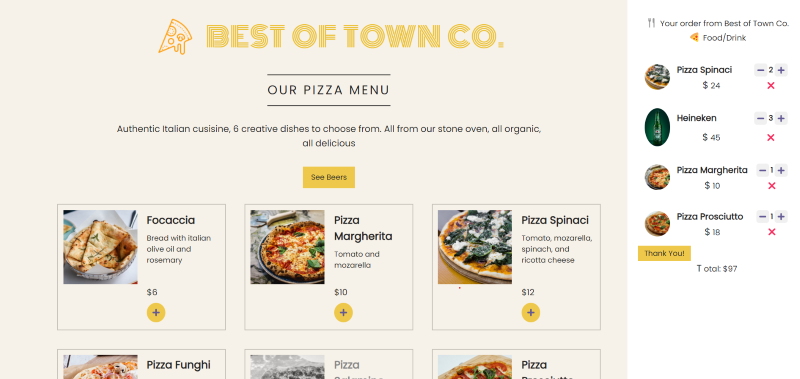 BEST OF TOWN CO.
OUR PIZZA MENU
Authentic Italian cusisine, 6 creative dishes to choose from. All from our stone oven, all organic,
all delicious
See Beers
Focaccia
Bread with italian
olive oil and
rosemary
$6
+
Pizza
Margherita
Tomato and
mozarella
$10
+
Pizza Spinaci
Tomato, mozarella,
spinach, and
ricotta cheese
$12
+
Pizza Funghi
Pizza
Salamino
Pizza
Prosciutto
Your order from Best of Town Co.
Food/Drink
Pizza Spinaci − 2 +
$ 24 ×
Heineken − 3 +
$ 45 ×
Pizza Margherita − 1 +
$ 10 ×
Pizza Prosciutto − 1 +
$ 18 ×
Thank You!
T otal: $97